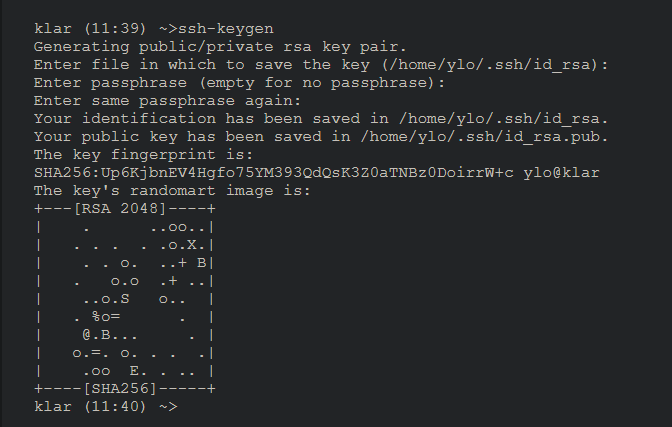 klar (11:39) ~>ssh-keygen
Generating public/private rsa key pair.
Enter file in which to save the key (/home/ylo/.ssh/id_rsa):
Enter passphrase (empty for no passphrase):
Enter same passphrase again:
Your identification has been saved in /home/ylo/.ssh/id_rsa.
Your public key has been saved in /home/ylo/.ssh/id_rsa.pub.
The key fingerprint is:
SHA256:Up6KjbnEV4Hgfo75YM393QdQsK3Z0aTNBz0DoirrW+c ylo@klar
The key's randomart image is:
+---[RSA 2048]----+
|    .      ..oo..|
|   . . .  . .o.X.|
|    . . o.  ..+ B|
|   .   o.o  .+ ..|
|    ..o.S   o..  |
|   . %o=      .  |
|    @.B...     . |
|   o.=. o. . .  .|
|    .oo  E. . .. |
+----[SHA256]-----+
klar (11:40) ~>